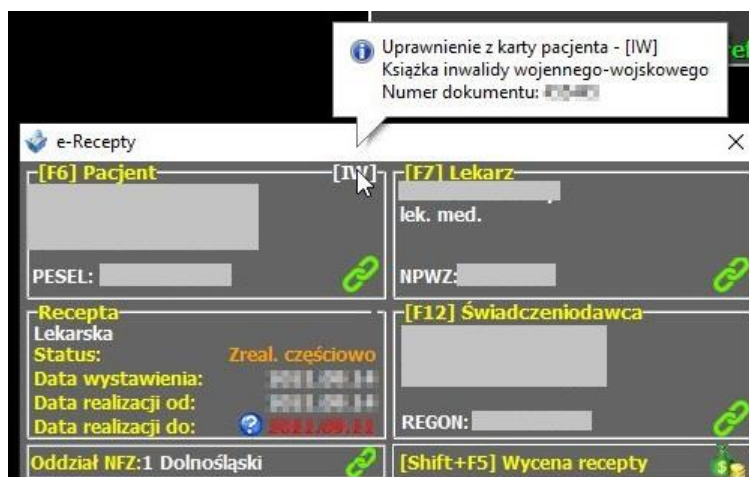 Uprawnienie z karty pacjenta - [IW]
Książka inwalidy wojennego-wojskowego
Numer dokumentu:
e-Recepty
[F6] Pacjent
[IW]
PESEL:
[F7] Lekarz
lek. med.
NPWZ:
Recepta
Lekarska
Status: Zreal. częściowo
Data wystawienia:
Data realizacji od:
Data realizacji do:
[F12] Świadczeniodawca
REGON:
Oddział NFZ:1 Dolnośląski
[Shift+F5] Wycena recepty